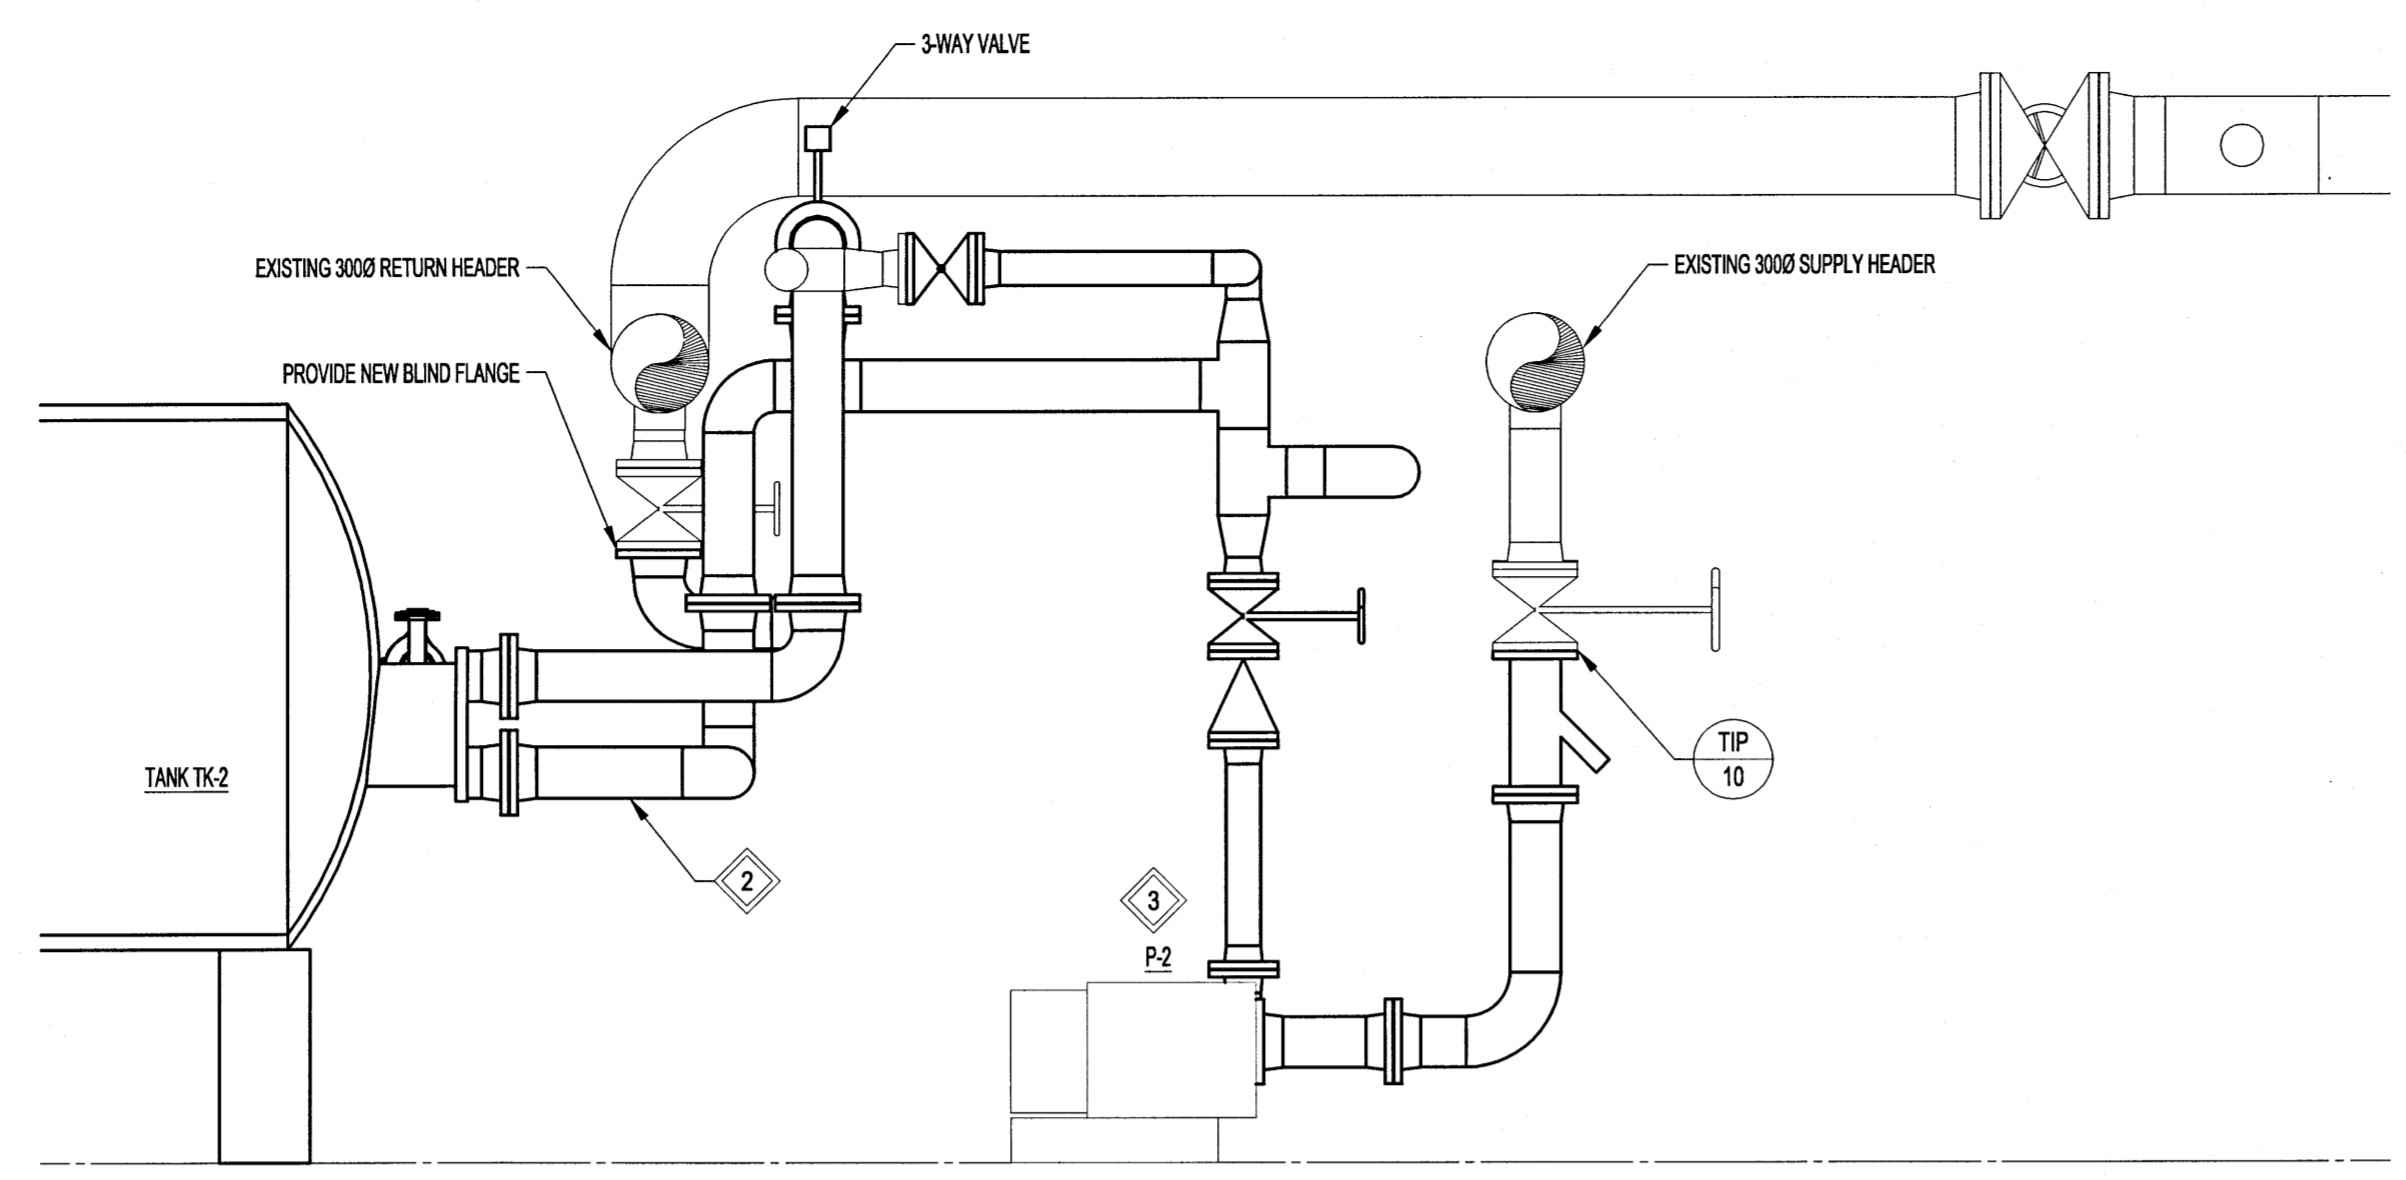 3-WAY VALVE
EXISTING 300Ø RETURN HEADER
EXISTING 300Ø SUPPLY HEADER
PROVIDE NEW BLIND FLANGE
TIP
10
TANK TK-2
2
3
P-2